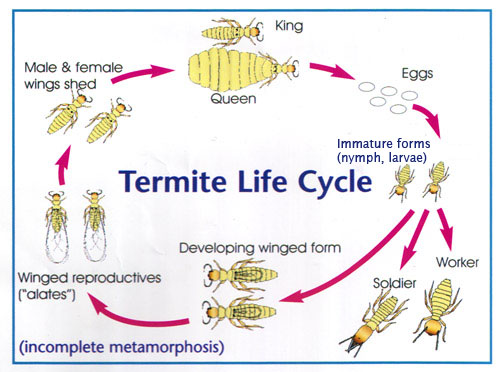 King
Male & female
wings shed
Queen
Eggs
Immature forms
(nymph, larvae)
Termite Life Cycle
Developing winged form
Worker
Soldier
Winged reproductives
("alates")
(incomplete metamorphosis)